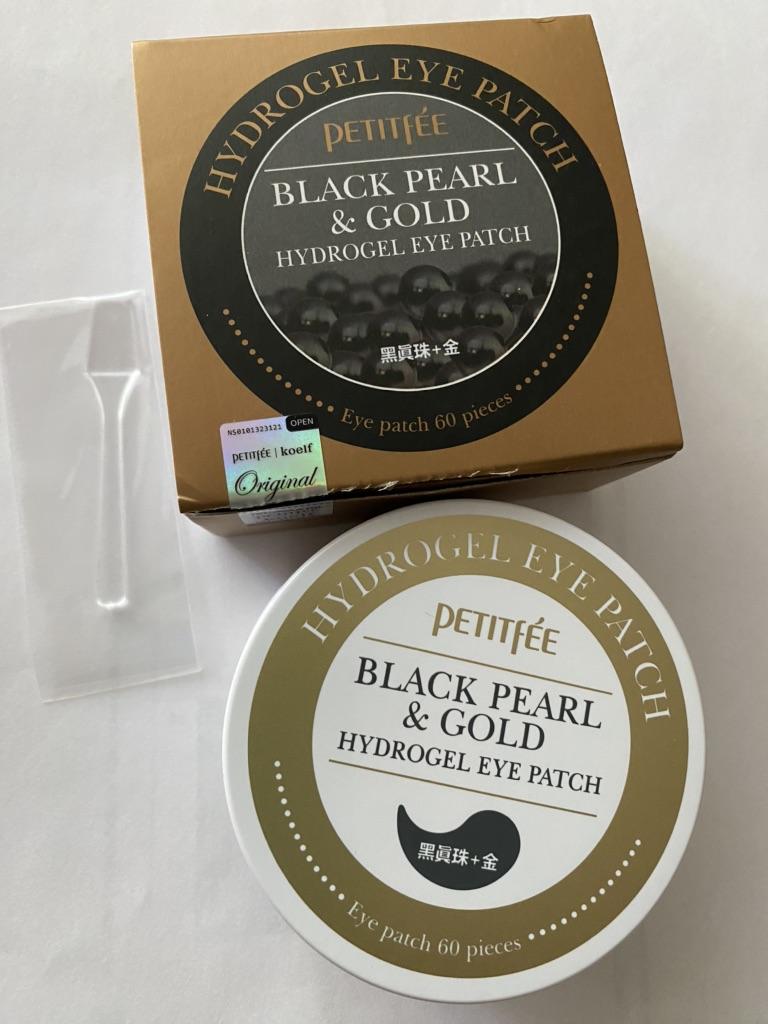 HYDROGEL EYE PATCH
PETITFÉE
BLACK PEARL
& GOLD
HYDROGEL EYE PATCH
黑眞珠+金
Eye patch 60 pieces
NS0101323121 OPEN
PETITFÉE | koelf
Original
HYDROGEL EYE PATCH
PETITFÉE
BLACK PEARL
& GOLD
HYDROGEL EYE PATCH
黑眞珠+金
Eye patch 60 pieces